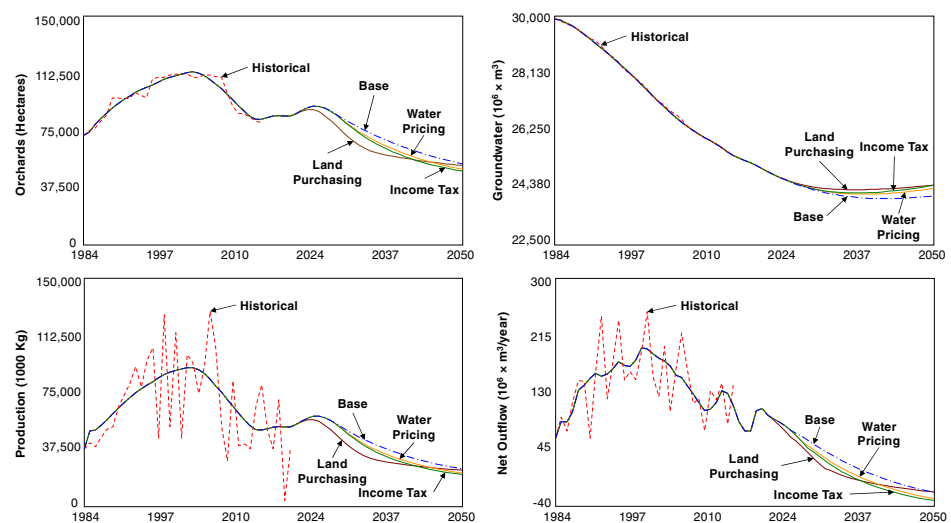 150,000
112,500
75,000
37,500
0
Orchards (Hectares)
Historical
Base
Water
Pricing
Land
Purchasing
Income Tax
1984
1997
2010
2024
2037
2050
30,000
28,130
26,250
24,380
22,500
Groundwater (10⁶ × m³)
Historical
Land
Purchasing
Income Tax
Base
Water
Pricing
1984
1997
2010
2024
2037
2050
150,000
112,500
75,000
37,500
0
Production (1000 Kg)
Historical
Base
Water
Pricing
Land
Purchasing
Income Tax
1984
1997
2010
2024
2037
2050
300
215
130
45
-40
Net Outflow (10⁶ × m³/year)
Historical
Base
Water
Pricing
Land
Purchasing
Income Tax
1984
1997
2010
2024
2037
2050